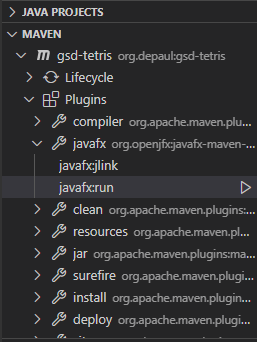 JAVA PROJECTS
MAVEN
gsd-tetris org.depaul:gsd-tetris
Lifecycle
Plugins
compiler org.apache.maven.plu...
javafx org.openjfx:javafx-maven-...
javafx:jlink
javafx:run
clean org.apache.maven.plugins:...
resources org.apache.maven.pl...
jar org.apache.maven.plugins:ma...
surefire org.apache.maven.plugi...
install org.apache.maven.plugin...
deploy org.apache.maven.plugi...